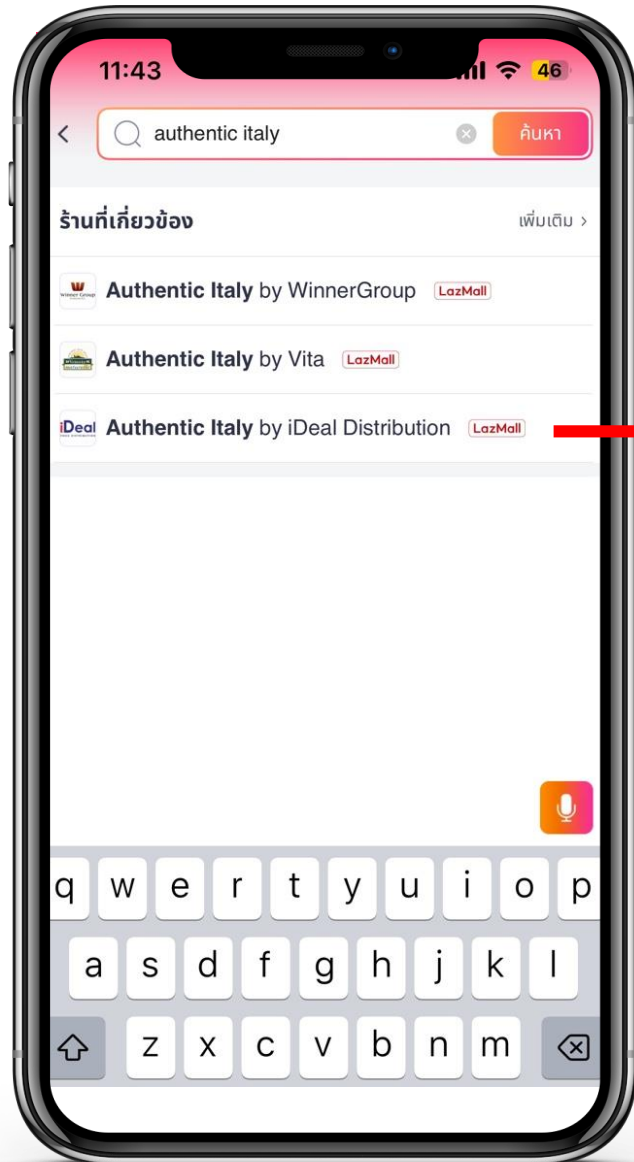 11:43
46
authentic italy
ค้นหา
ร้านที่เกี่ยวข้อง
เพิ่มเติม >
Winner Group
Authentic Italy by WinnerGroup LazMall
Authentic Italy by Vita LazMall
iDeal
Authentic Italy by iDeal Distribution LazMall
q w e r t y u i o p
a s d f g h j k l
z x c v b n m